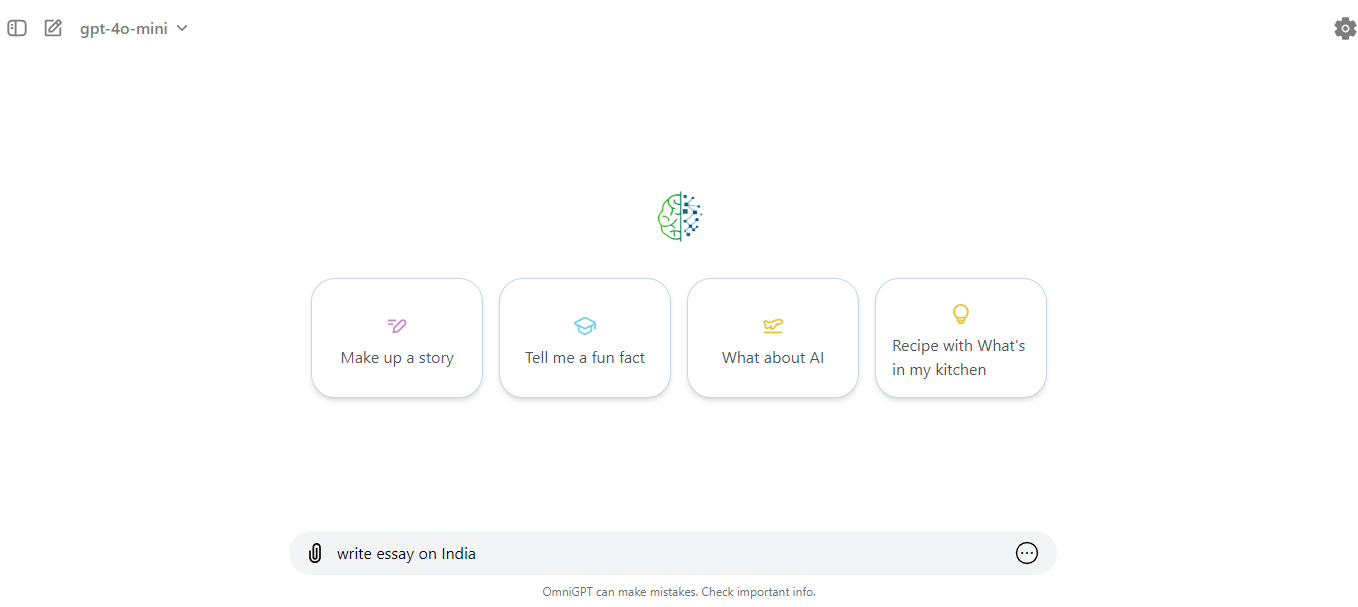 gpt-4o-mini
Make up a story
Tell me a fun fact
What about AI
Recipe with What's
in my kitchen
write essay on India
OmniGPT can make mistakes. Check important info.